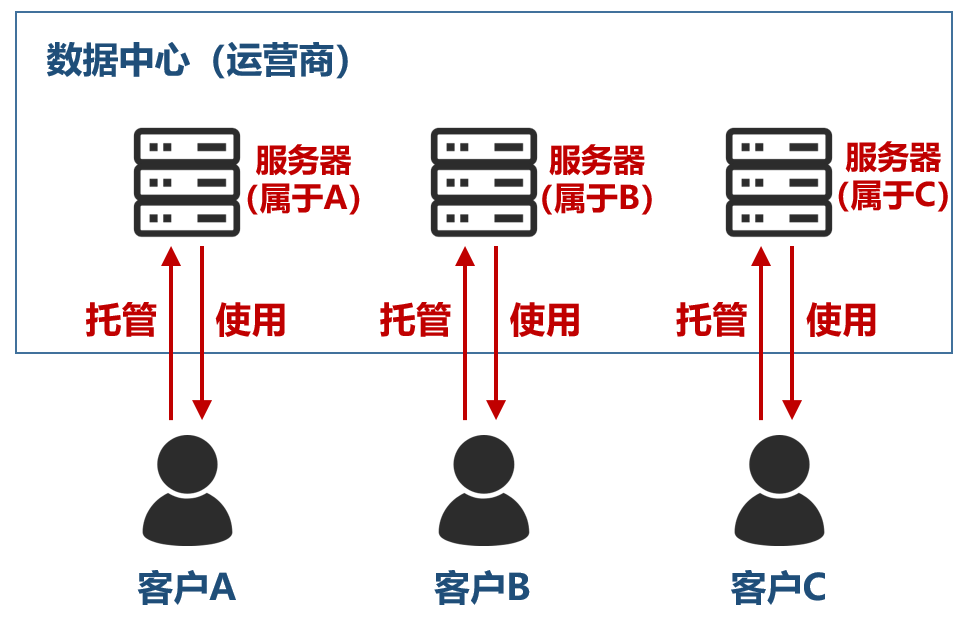 数据中心（运营商）
服务器
(属于A)
服务器
(属于B)
服务器
(属于C)
托管
使用
托管
使用
托管
使用
客户A
客户B
客户C